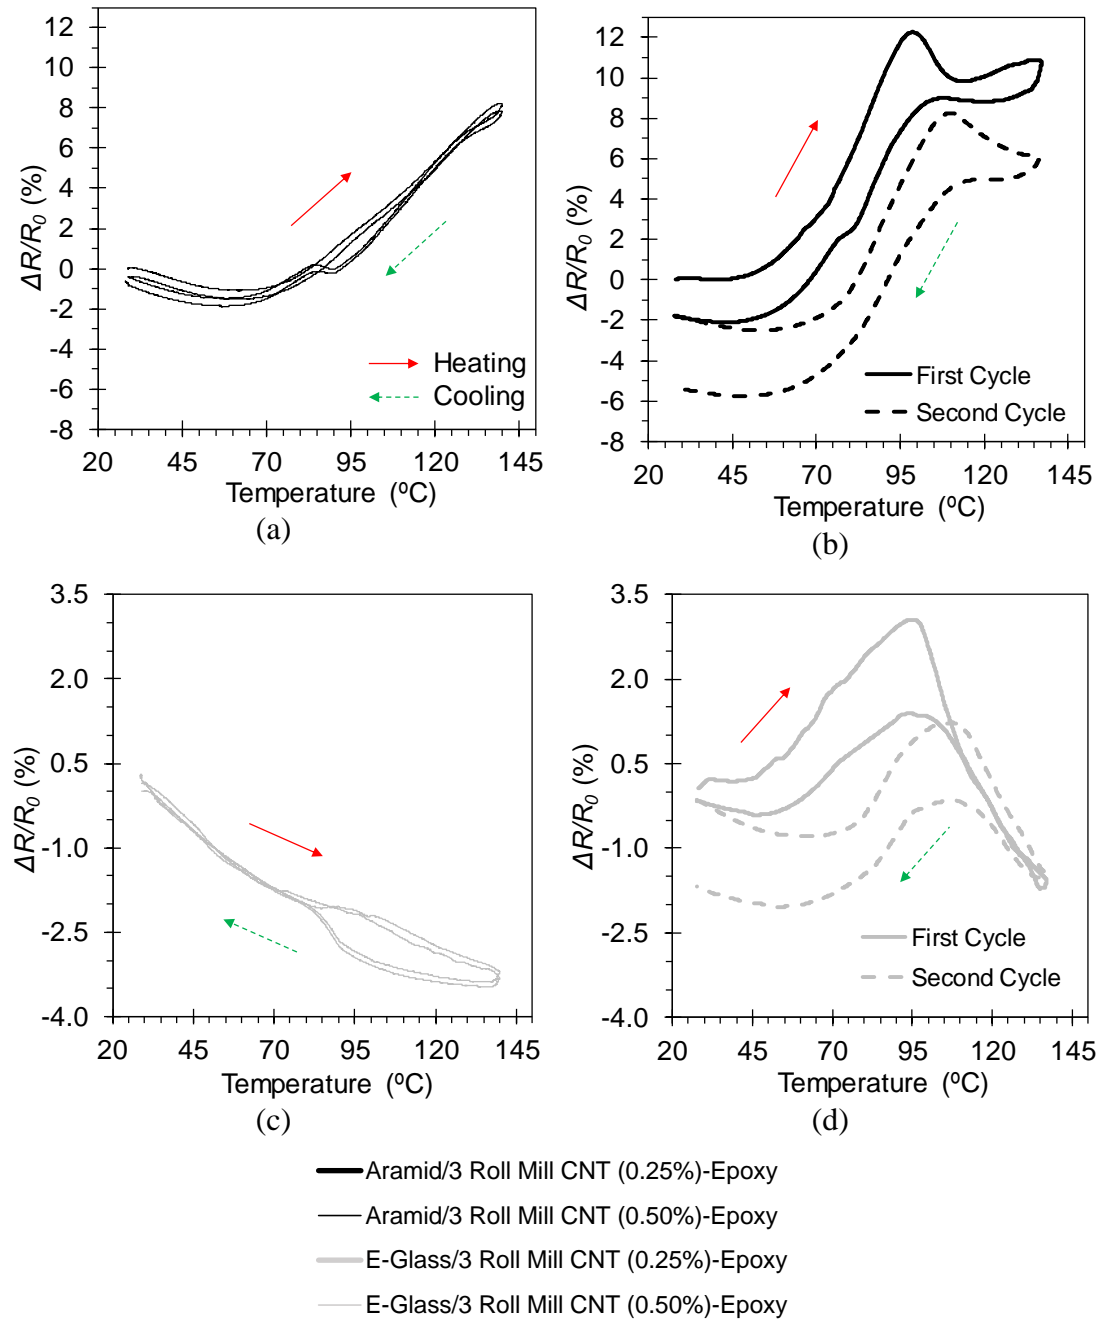 12
10
8
6
4
2
0
-2
-4
-6
-8
ΔR/R0 (%)
Heating
Cooling
20 45 70 95 120 145
Temperature (ºC)
(a)
12
10
8
6
4
2
0
-2
-4
-6
-8
ΔR/R0 (%)
First Cycle
Second Cycle
20 45 70 95 120 145
Temperature (ºC)
(b)
3.5
2.0
0.5
-1.0
-2.5
-4.0
ΔR/R0 (%)
20 45 70 95 120 145
Temperature (ºC)
(c)
3.5
2.0
0.5
-1.0
-2.5
-4.0
ΔR/R0 (%)
First Cycle
Second Cycle
20 45 70 95 120 145
Temperature (ºC)
(d)
Aramid/3 Roll Mill CNT (0.25%)-Epoxy
Aramid/3 Roll Mill CNT (0.50%)-Epoxy
E-Glass/3 Roll Mill CNT (0.25%)-Epoxy
E-Glass/3 Roll Mill CNT (0.50%)-Epoxy